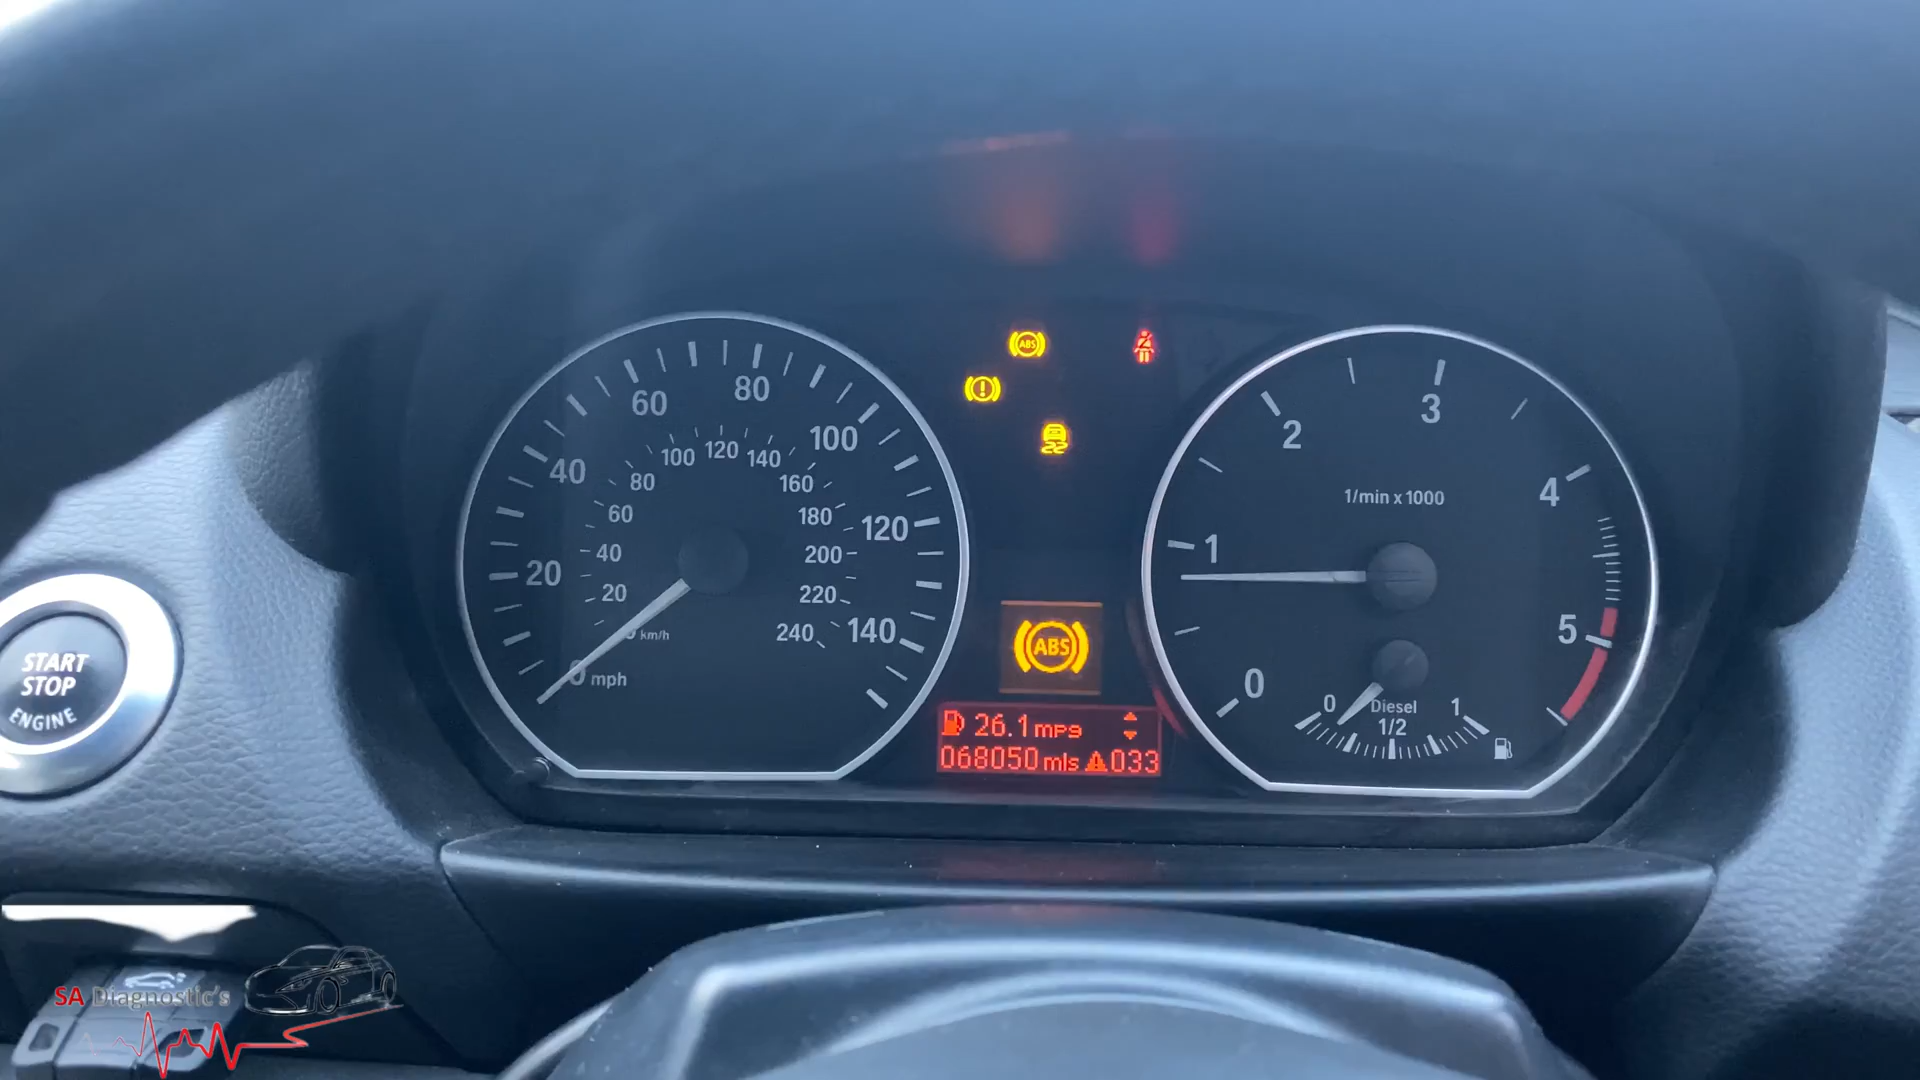 START
STOP
ENGINE
20
40
60
80
100
120
140
0 mph
20
40
60
80
100
120
140
160
180
200
220
240
km/h
ABS
!
ABS
26.1 mpg
068050 mls 033
0
1
2
3
4
5
1/min x 1000
0 Diesel 1
1/2
SA Diagnostic's